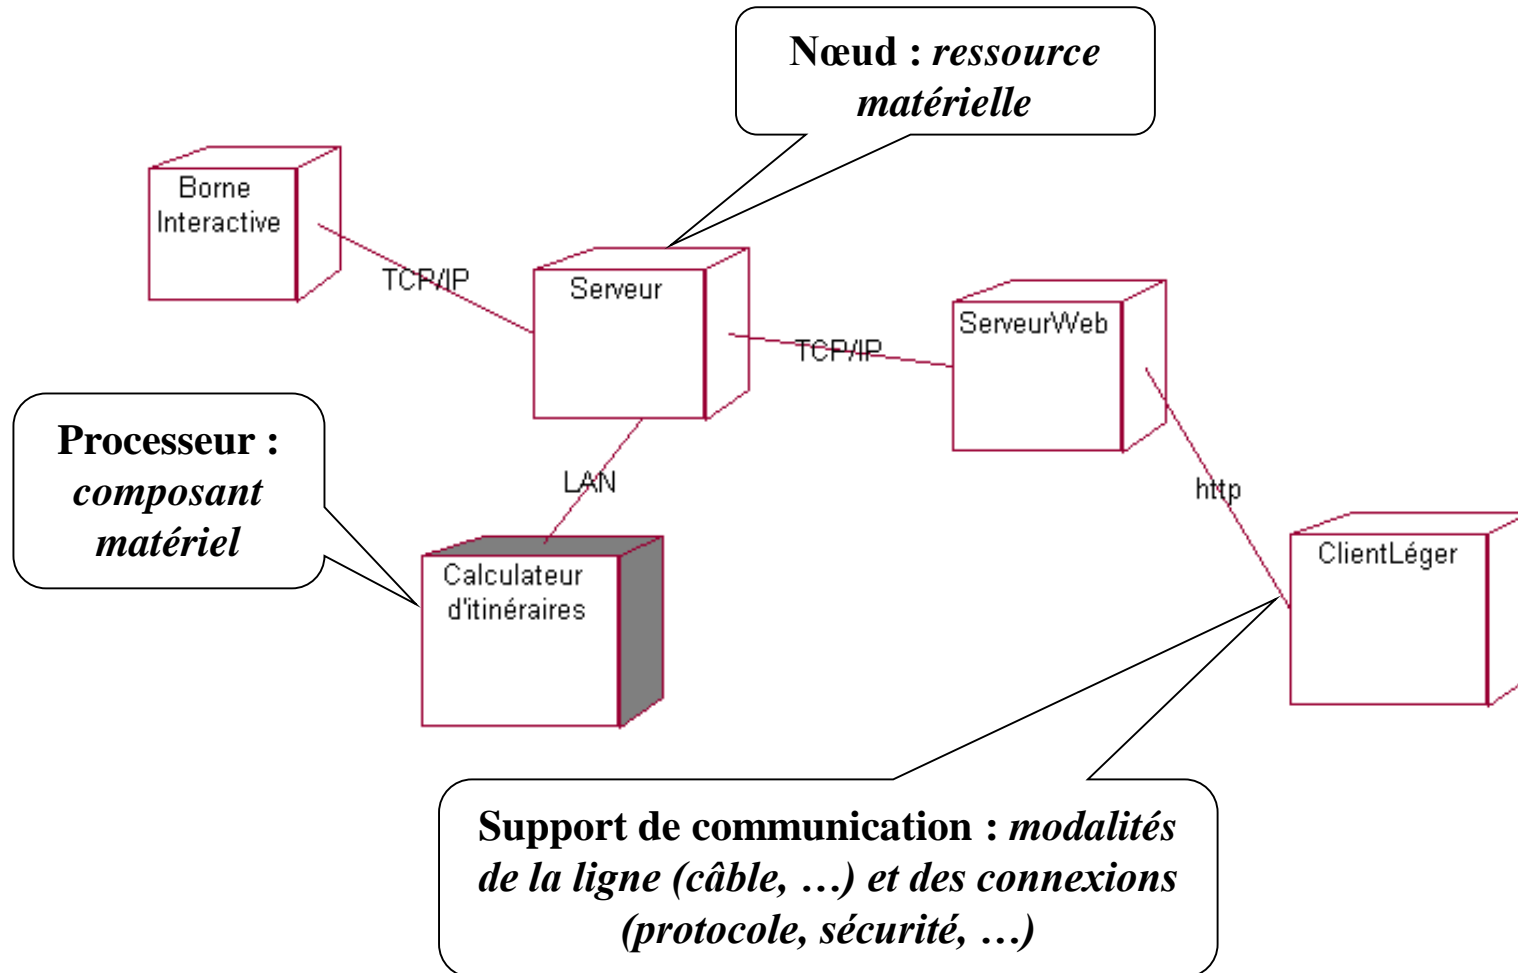 Nœud : ressource
matérielle
Borne
Interactive
TCP/IP
Serveur
TCP/IP
ServeurWeb
Processeur :
composant
matériel
LAN
http
Calculateur
d'itinéraires
ClientLéger
Support de communication : modalités
de la ligne (câble, …) et des connexions
(protocole, sécurité, …)